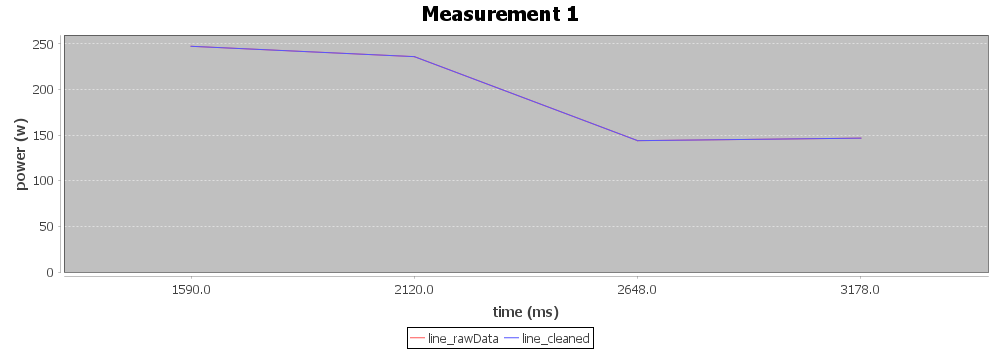 Measurement 1
250
200
150
100
50
0
power (w)
1590.0 2120.0 2648.0 3178.0
time (ms)
line_rawData line_cleaned